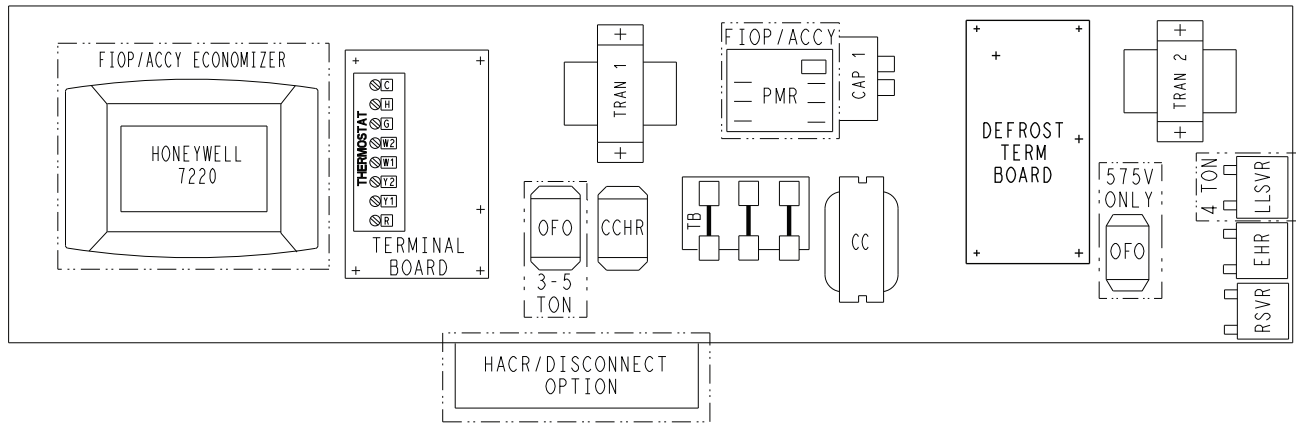 FIOP/ACCY ECONOMIZER
HONEYWELL
7220
THERMOSTAT
C
H
G
W2
W1
Y2
Y1
R
TERMINAL
BOARD
TRAN 1
OFO
3-5
TON
CCHR
FIOP/ACCY
PMR
CAP 1
TB
CC
DEFROST
TERM
BOARD
TRAN 2
575V
ONLY
OFO
4 TON
LLSVR
EHR
RSVR
HACR/DISCONNECT
OPTION